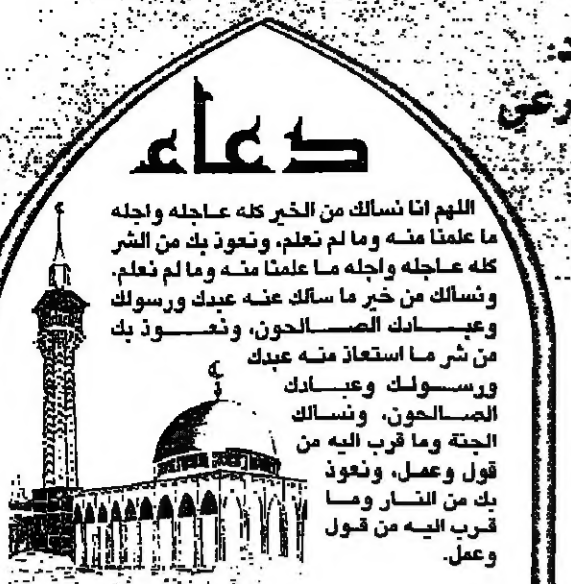 دعاء
اللهم انا نسألك من الخير كله عاجله واجله
ما علمنا منه وما لم نعلم، ونعوذ بك من الشر
كله عاجله واجله ما علمنا منه وما لم نعلم.
ونسألك من خير ما سألك عنه عبدك ورسولك
وعبادك الصالحون، ونعوذ بك
من شر ما استعاذ منه عبدك
ورسولك وعبادك
الصالحون، ونسألك
الجنة وما قرب اليه من
قول وعمل، ونعوذ
بك من النار وما
قرب اليه من قول
وعمل.